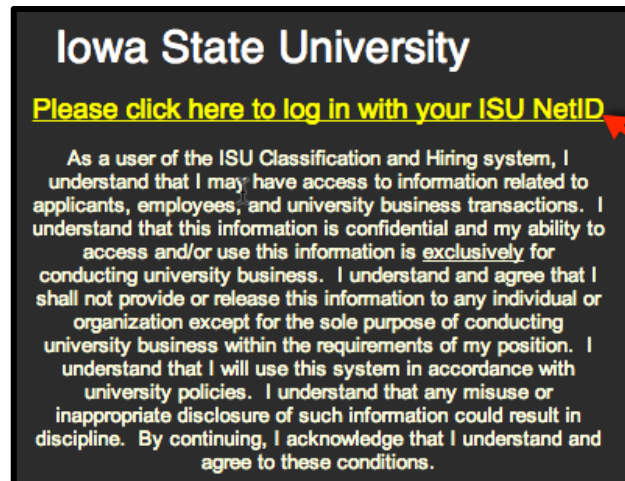 Iowa State University
Please click here to log in with your ISU NetID
As a user of the ISU Classification and Hiring system, I
understand that I may have access to information related to
applicants, employees, and university business transactions.  I
understand that this information is confidential and my ability to
access and/or use this information is exclusively for
conducting university business.  I understand and agree that I
shall not provide or release this information to any individual or
organization except for the sole purpose of conducting
university business within the requirements of my position.  I
understand that I will use this system in accordance with
university policies.  I understand that any misuse or
inappropriate disclosure of such information could result in
discipline.  By continuing, I acknowledge that I understand and
agree to these conditions.